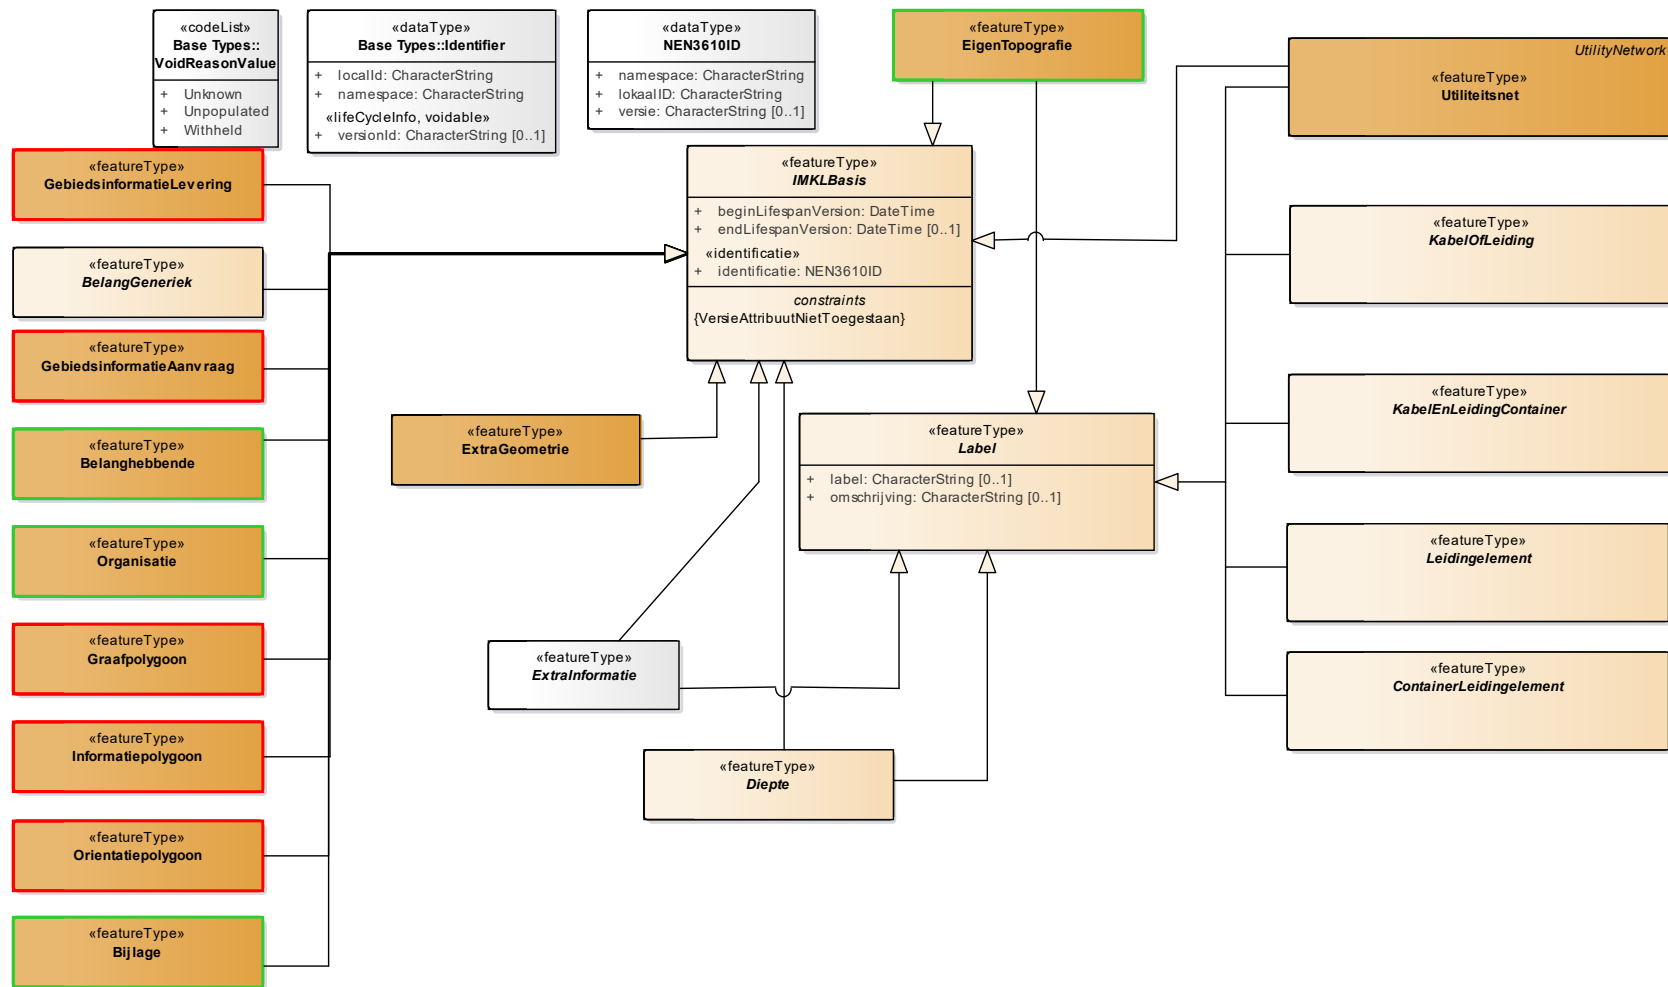 «codeList»
Base Types::
VoidReasonValue
+ Unknown
+ Unpopulated
+ Withheld
«dataType»
Base Types::Identifier
+ localId: CharacterString
+ namespace: CharacterString
«lifeCycleInfo, voidable»
+ versionId: CharacterString [0..1]
«dataType»
NEN3610ID
+ namespace: CharacterString
+ lokaalID: CharacterString
+ versie: CharacterString [0..1]
«featureType»
EigenTopografie
UtilityNetwork
«featureType»
Utiliteitsnet
«featureType»
GebiedsinformatieLevering
«featureType»
BelangGeneriek
«featureType»
GebiedsinformatieAanvraag
«featureType»
Belanghebbende
«featureType»
Organisatie
«featureType»
Graafpolygoon
«featureType»
Informatiepolygoon
«featureType»
Orientatiepolygoon
«featureType»
Bijlage
«featureType»
IMKLBasis
+ beginLifespanVersion: DateTime
+ endLifespanVersion: DateTime [0..1]
«identificatie»
+ identificatie: NEN3610ID
constraints
{VersieAttribuutNietToegestaan}
«featureType»
ExtraGeometrie
«featureType»
Label
+ label: CharacterString [0..1]
+ omschrijving: CharacterString [0..1]
«featureType»
ExtraInformatie
«featureType»
Diepte
«featureType»
KabelOfLeiding
«featureType»
KabelEnLeidingContainer
«featureType»
Leidingelement
«featureType»
ContainerLeidingelement